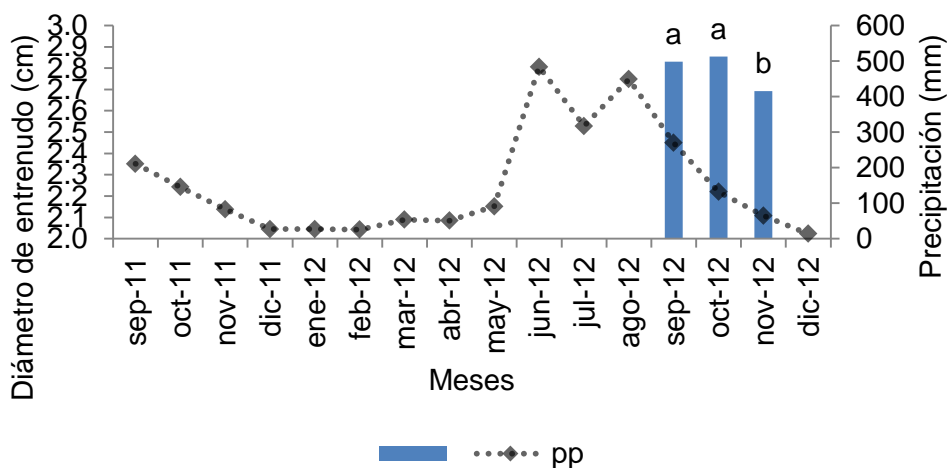 Diámetro de entrenudo (cm)
3.0
2.9
2.8
2.7
2.6
2.5
2.4
2.3
2.2
2.1
2.0
a
a
b
600
500
400
300
200
100
0
Precipitación (mm)
sep-11
oct-11
nov-11
dic-11
ene-12
feb-12
mar-12
abr-12
may-12
jun-12
jul-12
ago-12
sep-12
oct-12
nov-12
dic-12
Meses
pp